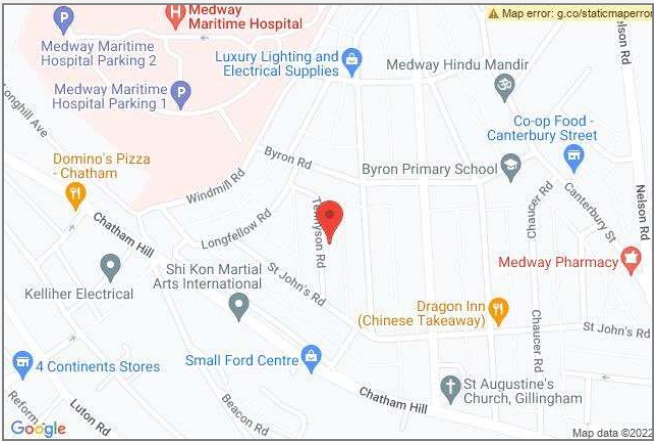 Medway
Maritime Hospital
Map error: g.co/staticmaperror
Medway Maritime
Hospital Parking 2
Luxury Lighting and
Electrical Supplies
Medway Hindu Mandir
Nelson Rd
Medway Maritime
Hospital Parking 1
P
P
H
Longhill Ave
Co-op Food -
Canterbury Street
Byron Rd
Domino's Pizza
- Chatham
Byron Primary School
Windmill Rd
Chaucer Rd
Canterbury St
Nelson Rd
Tennyson Rd
Longfellow Rd
Chatham Hill
Medway Pharmacy
Shi Kon Martial
Arts International
St John's Rd
Kelliher Electrical
Dragon Inn
(Chinese Takeaway)
Chaucer Rd
St John's Rd
4 Continents Stores
Small Ford Centre
St Augustine's
Church, Gillingham
Chatham Hill
Beacon Rd
Reform
Luton Rd
Google
Map data ©2022